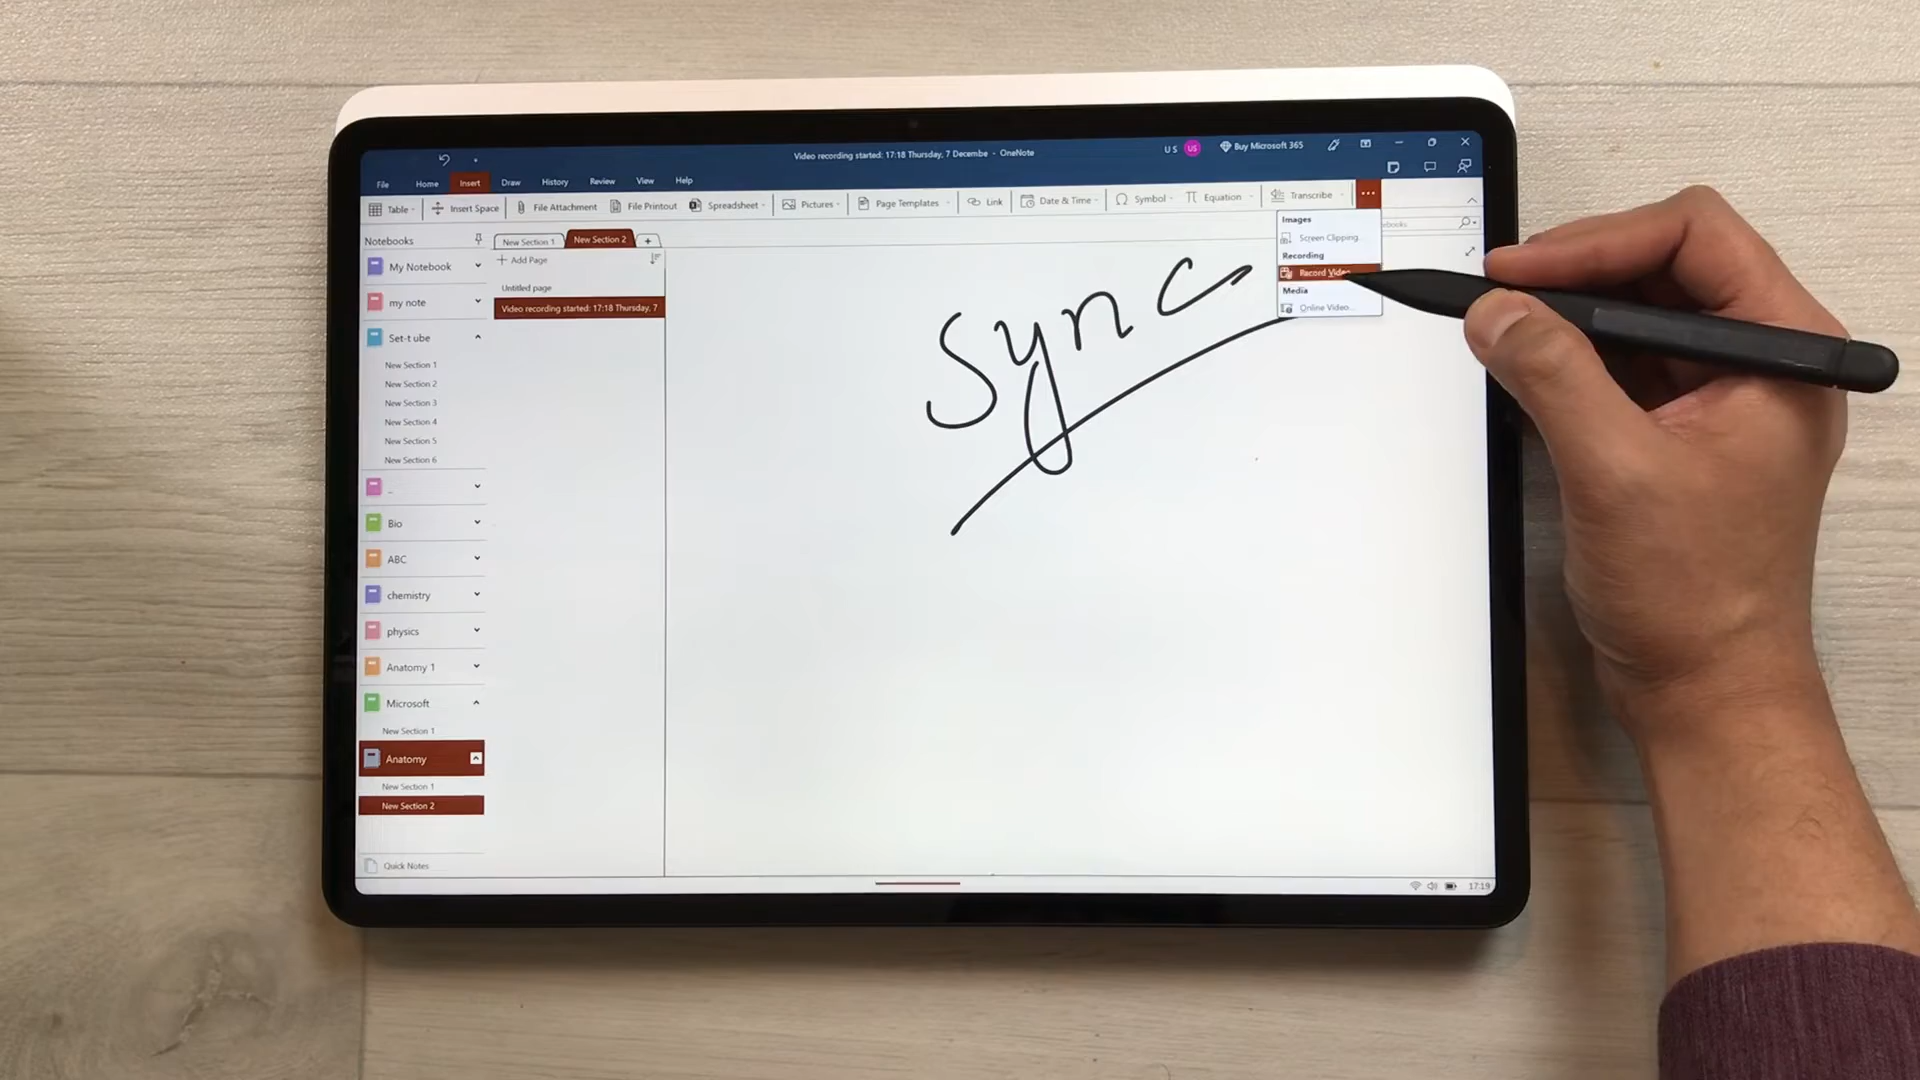 Video recording started: 17:18 Thursday, 7 Decembe - OneNote
U S
US
Buy Microsoft 365
File
Home
Insert
Draw
History
Review
View
Help
Table
Insert Space
File Attachment
File Printout
Spreadsheet
Pictures
Page Templates
Link
Date & Time
Symbol
π Equation
Transcribe
Images
Screen Clipping
Recording
Record Video
Media
Online Video...
Notebooks
My Notebook
my note
Set-t ube
New Section 1
New Section 2
New Section 3
New Section 4
New Section 5
New Section 6
Bio
ABC
chemistry
physics
Anatomy 1
Microsoft
New Section 1
Anatomy
New Section 1
New Section 2
Quick Notes
New Section 1
New Section 2
+
+ Add Page
Untitled page
Video recording started: 17:18 Thursday, 7
Sync
17:19